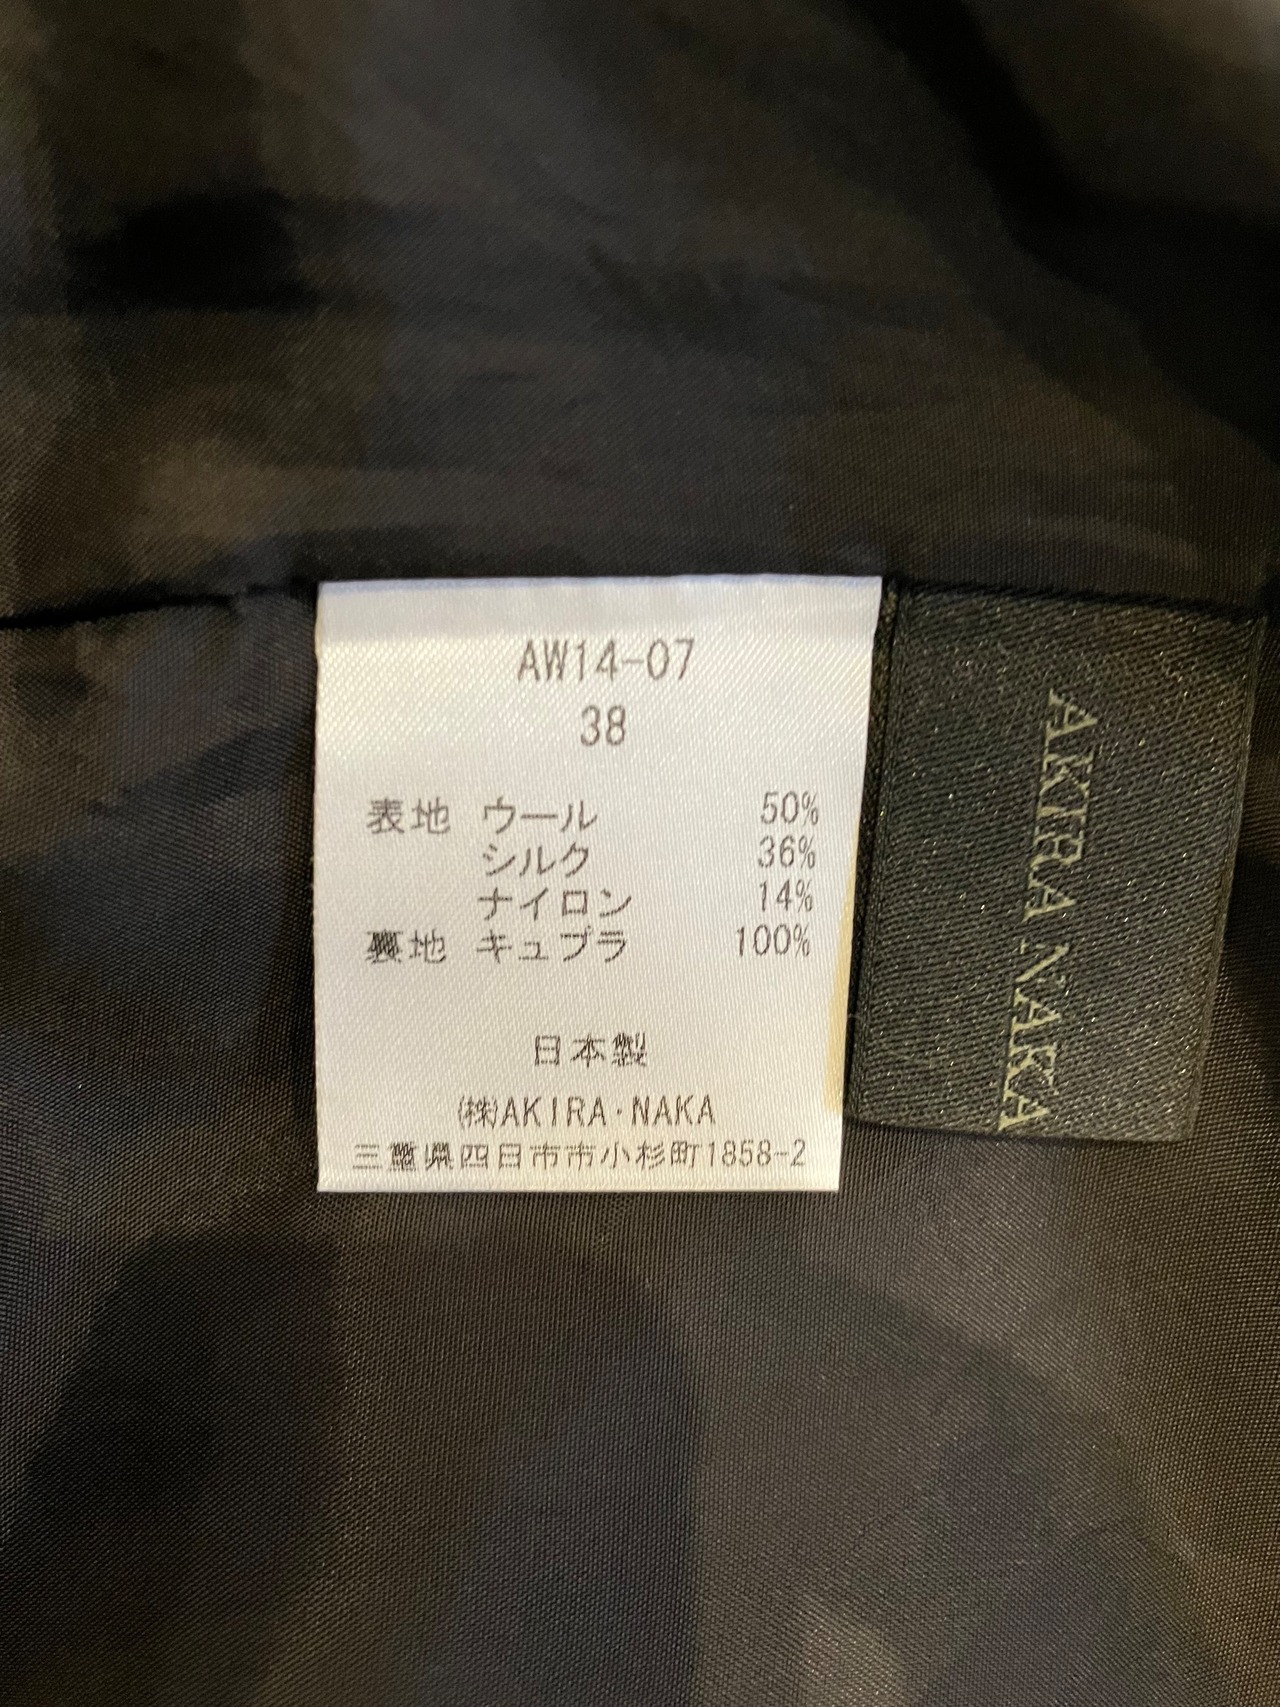 AW14-07
38
表地 ウール 50%
シルク 36%
ナイロン 14%
裏地 キュプラ 100%
日本製
㈱AKIRA·NAKA
三重県四日市市小杉町1858-2
AKIRA NAKA